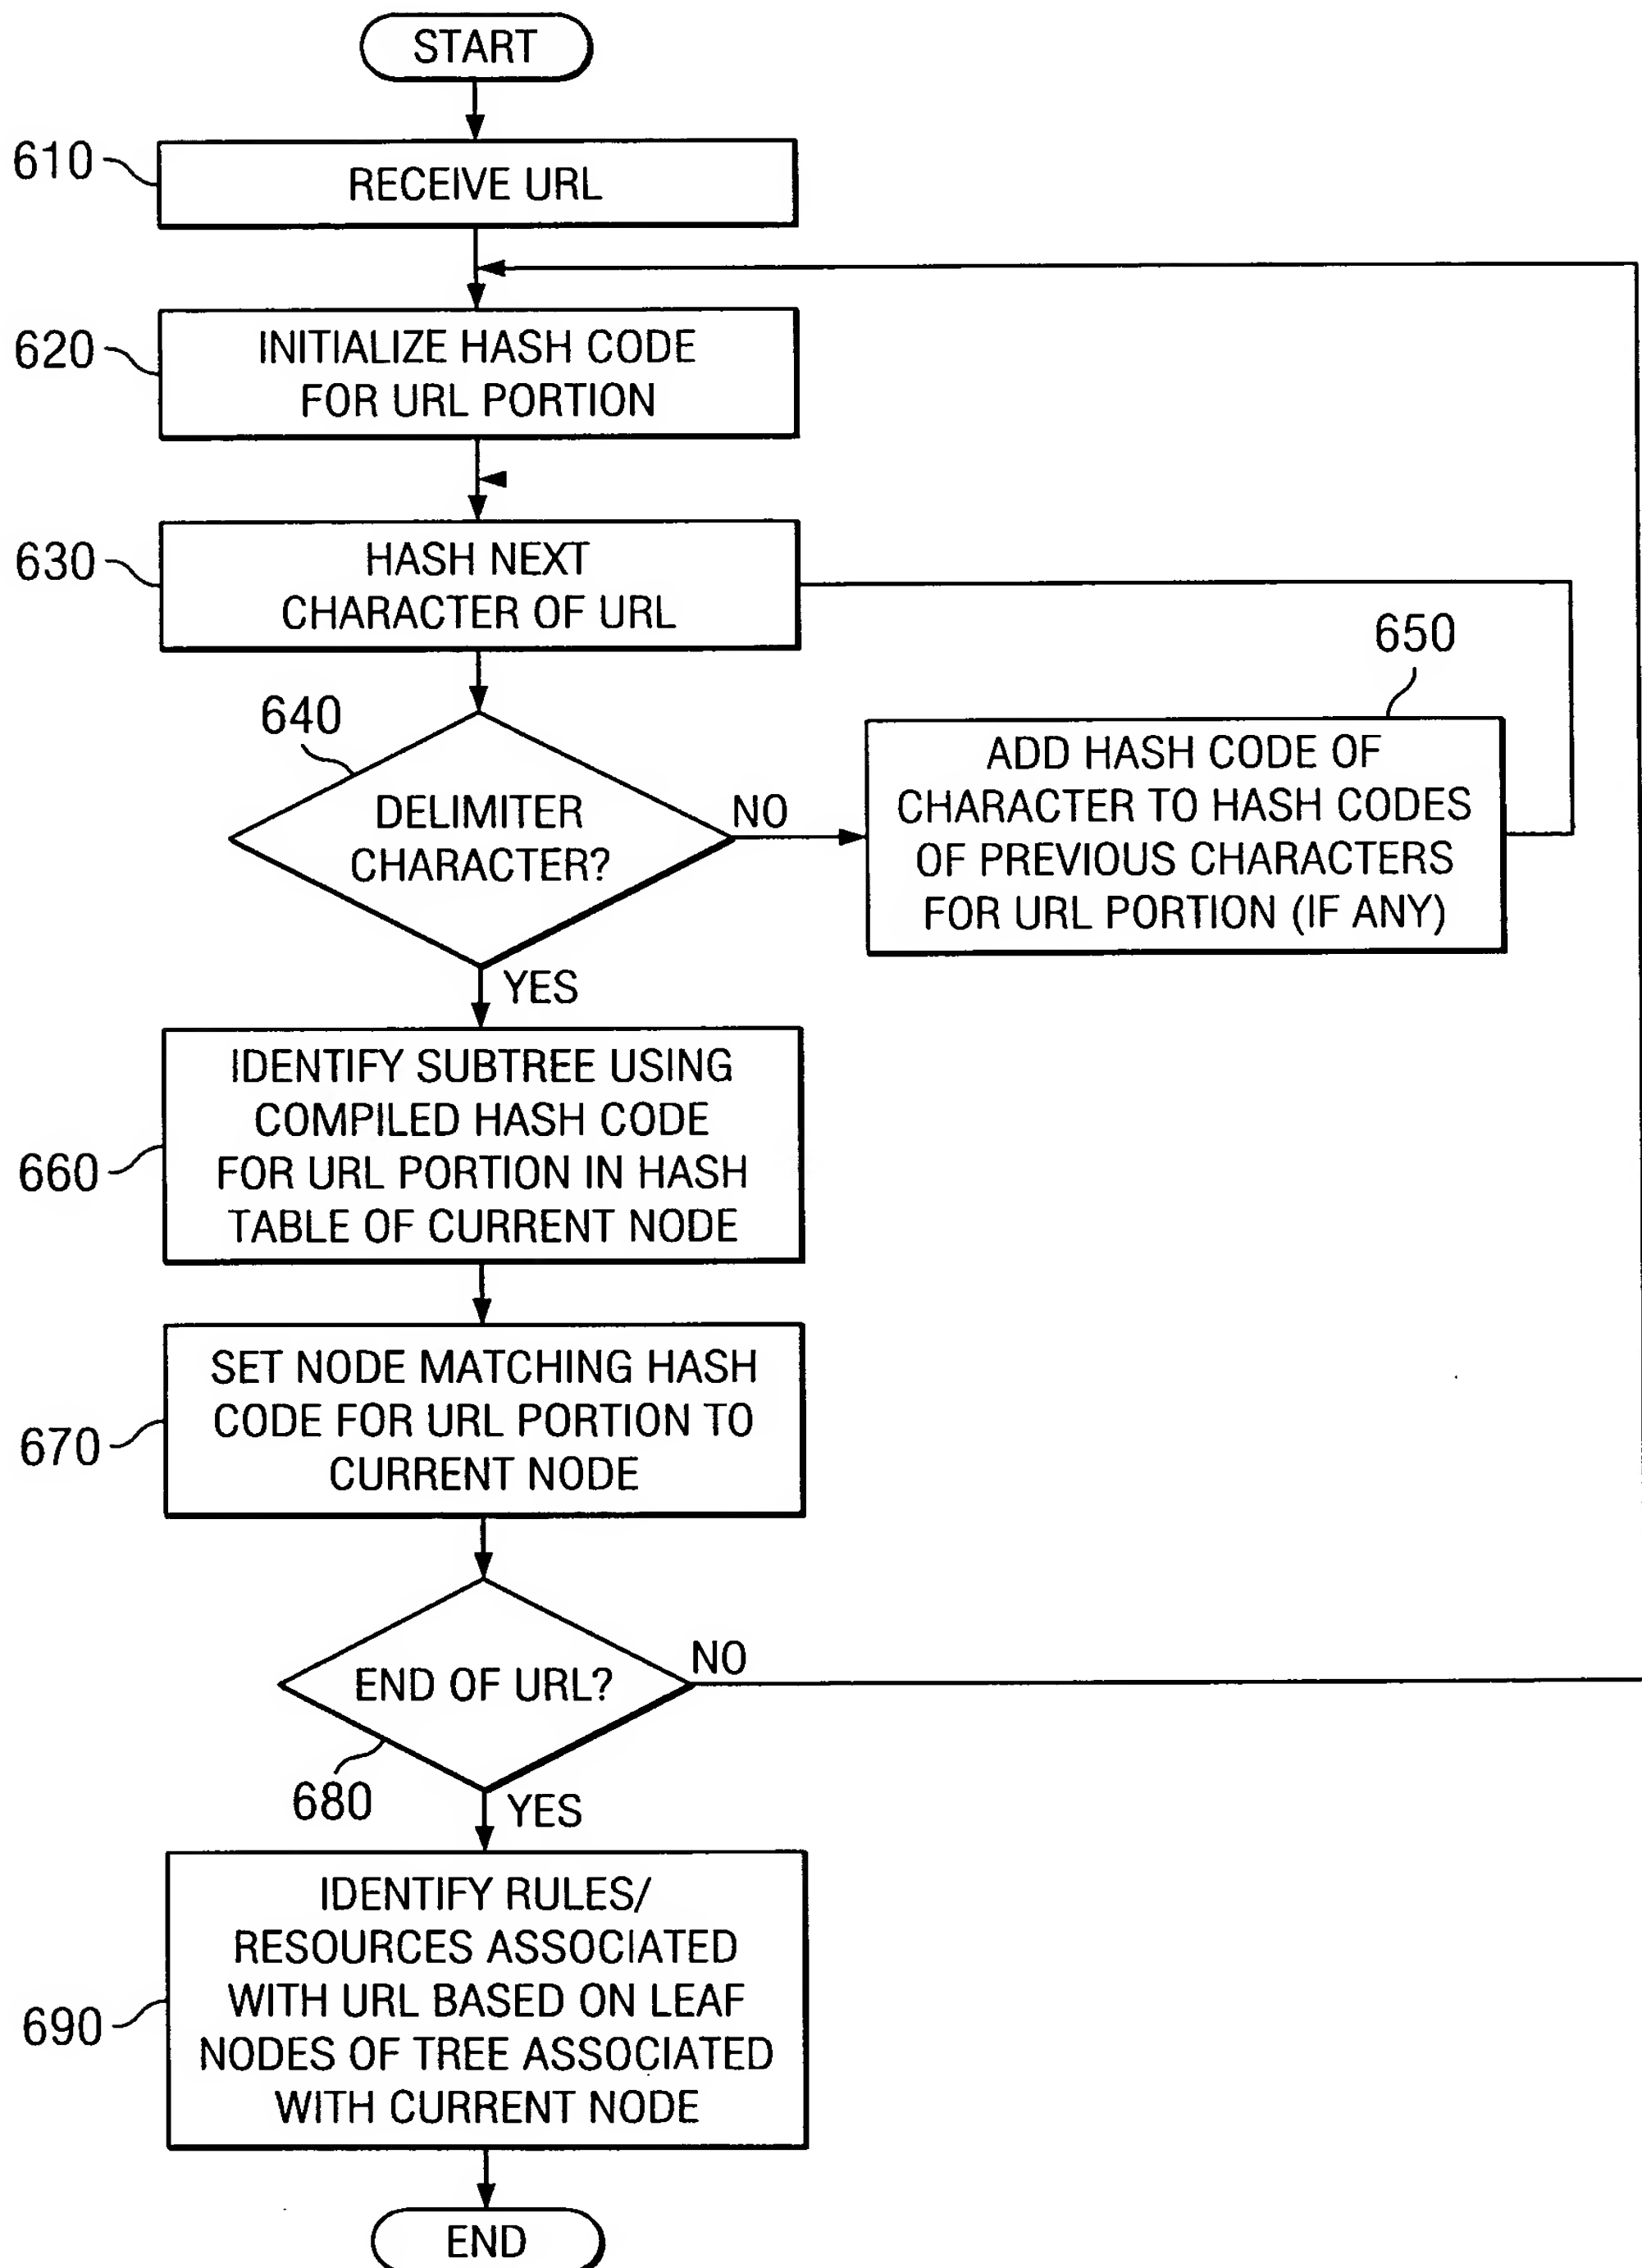 START
610
RECEIVE URL
620
INITIALIZE HASH CODE
FOR URL PORTION
630
HASH NEXT
CHARACTER OF URL
650
640
DELIMITER
CHARACTER?
NO
ADD HASH CODE OF
CHARACTER TO HASH CODES
OF PREVIOUS CHARACTERS
FOR URL PORTION (IF ANY)
YES
660
IDENTIFY SUBTREE USING
COMPILED HASH CODE
FOR URL PORTION IN HASH
TABLE OF CURRENT NODE
670
SET NODE MATCHING HASH
CODE FOR URL PORTION TO
CURRENT NODE
END OF URL?
NO
680
YES
690
IDENTIFY RULES/
RESOURCES ASSOCIATED
WITH URL BASED ON LEAF
NODES OF TREE ASSOCIATED
WITH CURRENT NODE
END